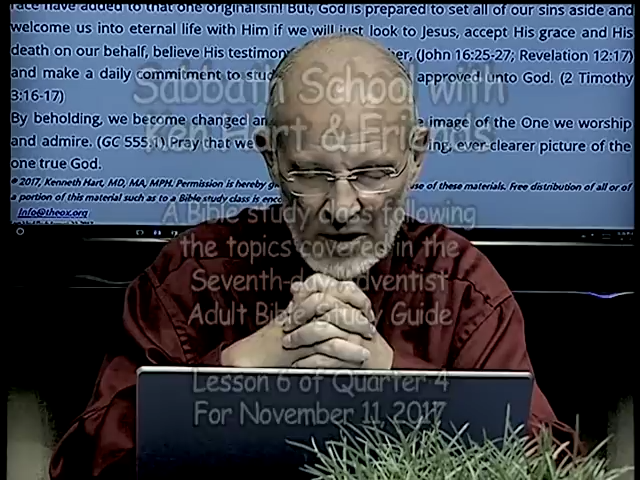 race have added to that one original sin! But, God is prepared to set all of our sins aside and
welcome us into eternal life with Him if we will just look to Jesus, accept His grace and His
death on our behalf, believe His testimony her, (John 16:25-27; Revelation 12:17)
and make a daily commitment to stud approved unto God. (2 Timothy
3:16-17)
By beholding, we become changed image of the One we worship
and admire. (GC 555.1) Pray that we ing, ever-clearer picture of the
one true God.
© 2017, Kenneth Hart, MD, MA, MPH. Permission is hereby use of these materials. Free distribution of all or of
a portion of this material such as to a Bible study class is
Info@theox.org
Sabbath School with
Ken Hart & Friends
A Bible study class following
the topics covered in the
Seventh-day Adventist
Adult Bible Study Guide
Lesson 6 of Quarter 4
For November 11, 2017